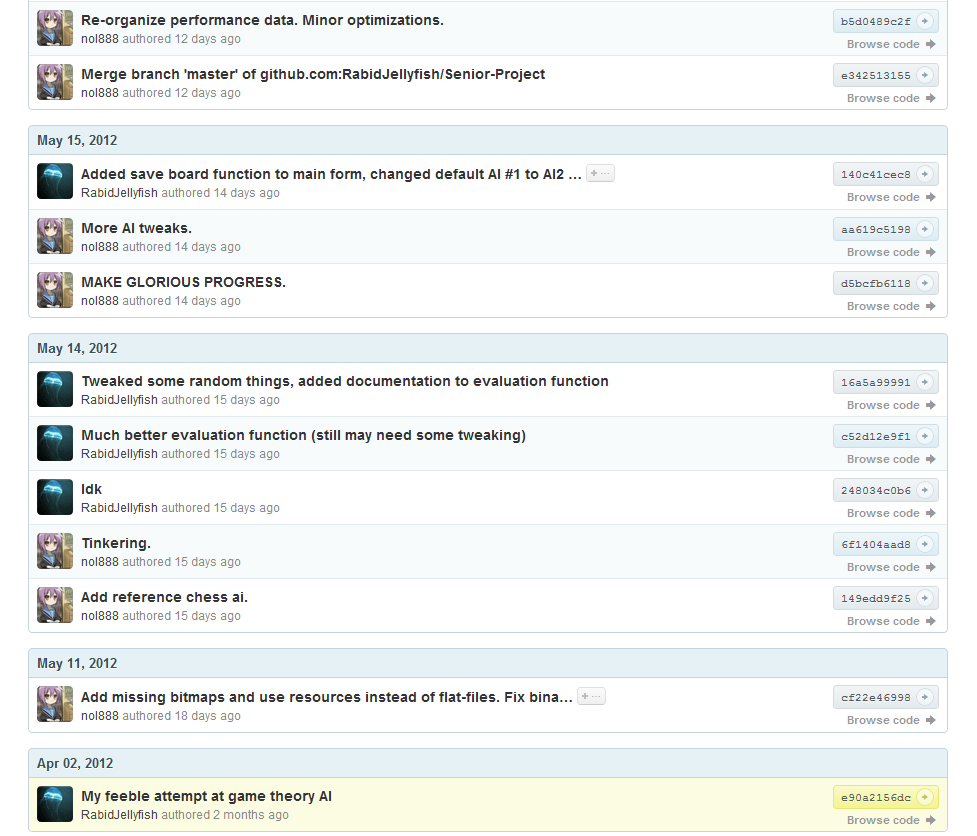 Re-organize performance data. Minor optimizations.
b5d0489c2f
nol888 authored 12 days ago
Browse code
Merge branch 'master' of github.com:RabidJellyfish/Senior-Project
e342513155
nol888 authored 12 days ago
Browse code
May 15, 2012
Added save board function to main form, changed default AI #1 to AI2 …
140c41cec8
RabidJellyfish authored 14 days ago
Browse code
More AI tweaks.
aa619c5198
nol888 authored 14 days ago
Browse code
MAKE GLORIOUS PROGRESS.
d5bcfb6118
nol888 authored 14 days ago
Browse code
May 14, 2012
Tweaked some random things, added documentation to evaluation function
16a5a99991
RabidJellyfish authored 15 days ago
Browse code
Much better evaluation function (still may need some tweaking)
c52d12e9f1
RabidJellyfish authored 15 days ago
Browse code
Idk
248034c0b6
RabidJellyfish authored 15 days ago
Browse code
Tinkering.
6f1404aad8
nol888 authored 15 days ago
Browse code
Add reference chess ai.
149edd9f25
nol888 authored 15 days ago
Browse code
May 11, 2012
Add missing bitmaps and use resources instead of flat-files. Fix bina…
cf22e46998
nol888 authored 18 days ago
Browse code
Apr 02, 2012
My feeble attempt at game theory AI
e90a2156dc
RabidJellyfish authored 2 months ago
Browse code